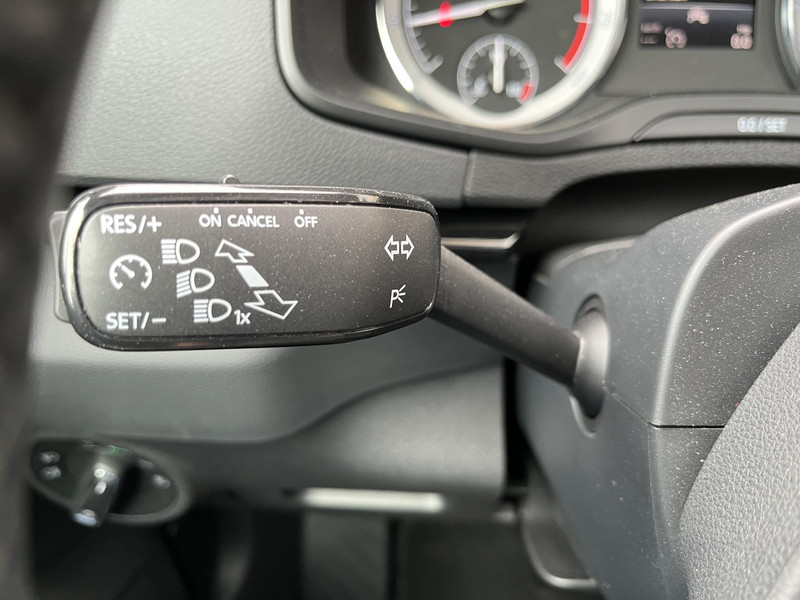 0.0 / SET
RES/+ ON CANCEL OFF
SET/– 1x
P